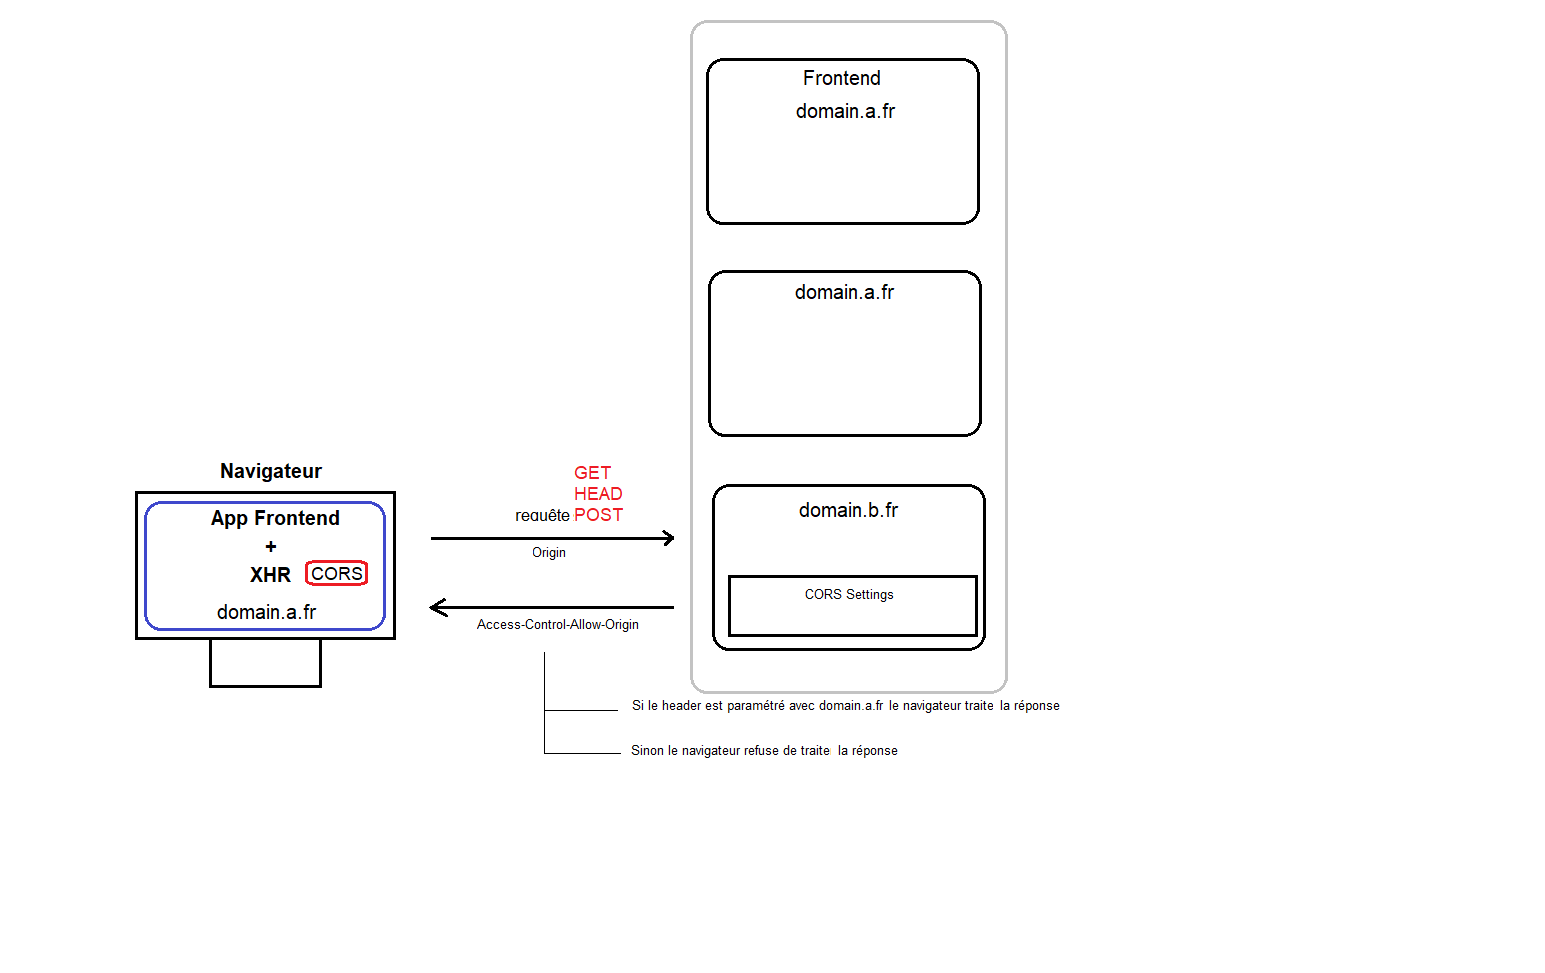 Frontend
domain.a.fr
domain.a.fr
Navigateur
App Frontend
+
XHR CORS
domain.a.fr
GET
HEAD
requête POST
Origin
Access-Control-Allow-Origin
domain.b.fr
CORS Settings
Si le header est paramétré avec domain.a.fr le navigateur traite la réponse
Sinon le navigateur refuse de traite la réponse